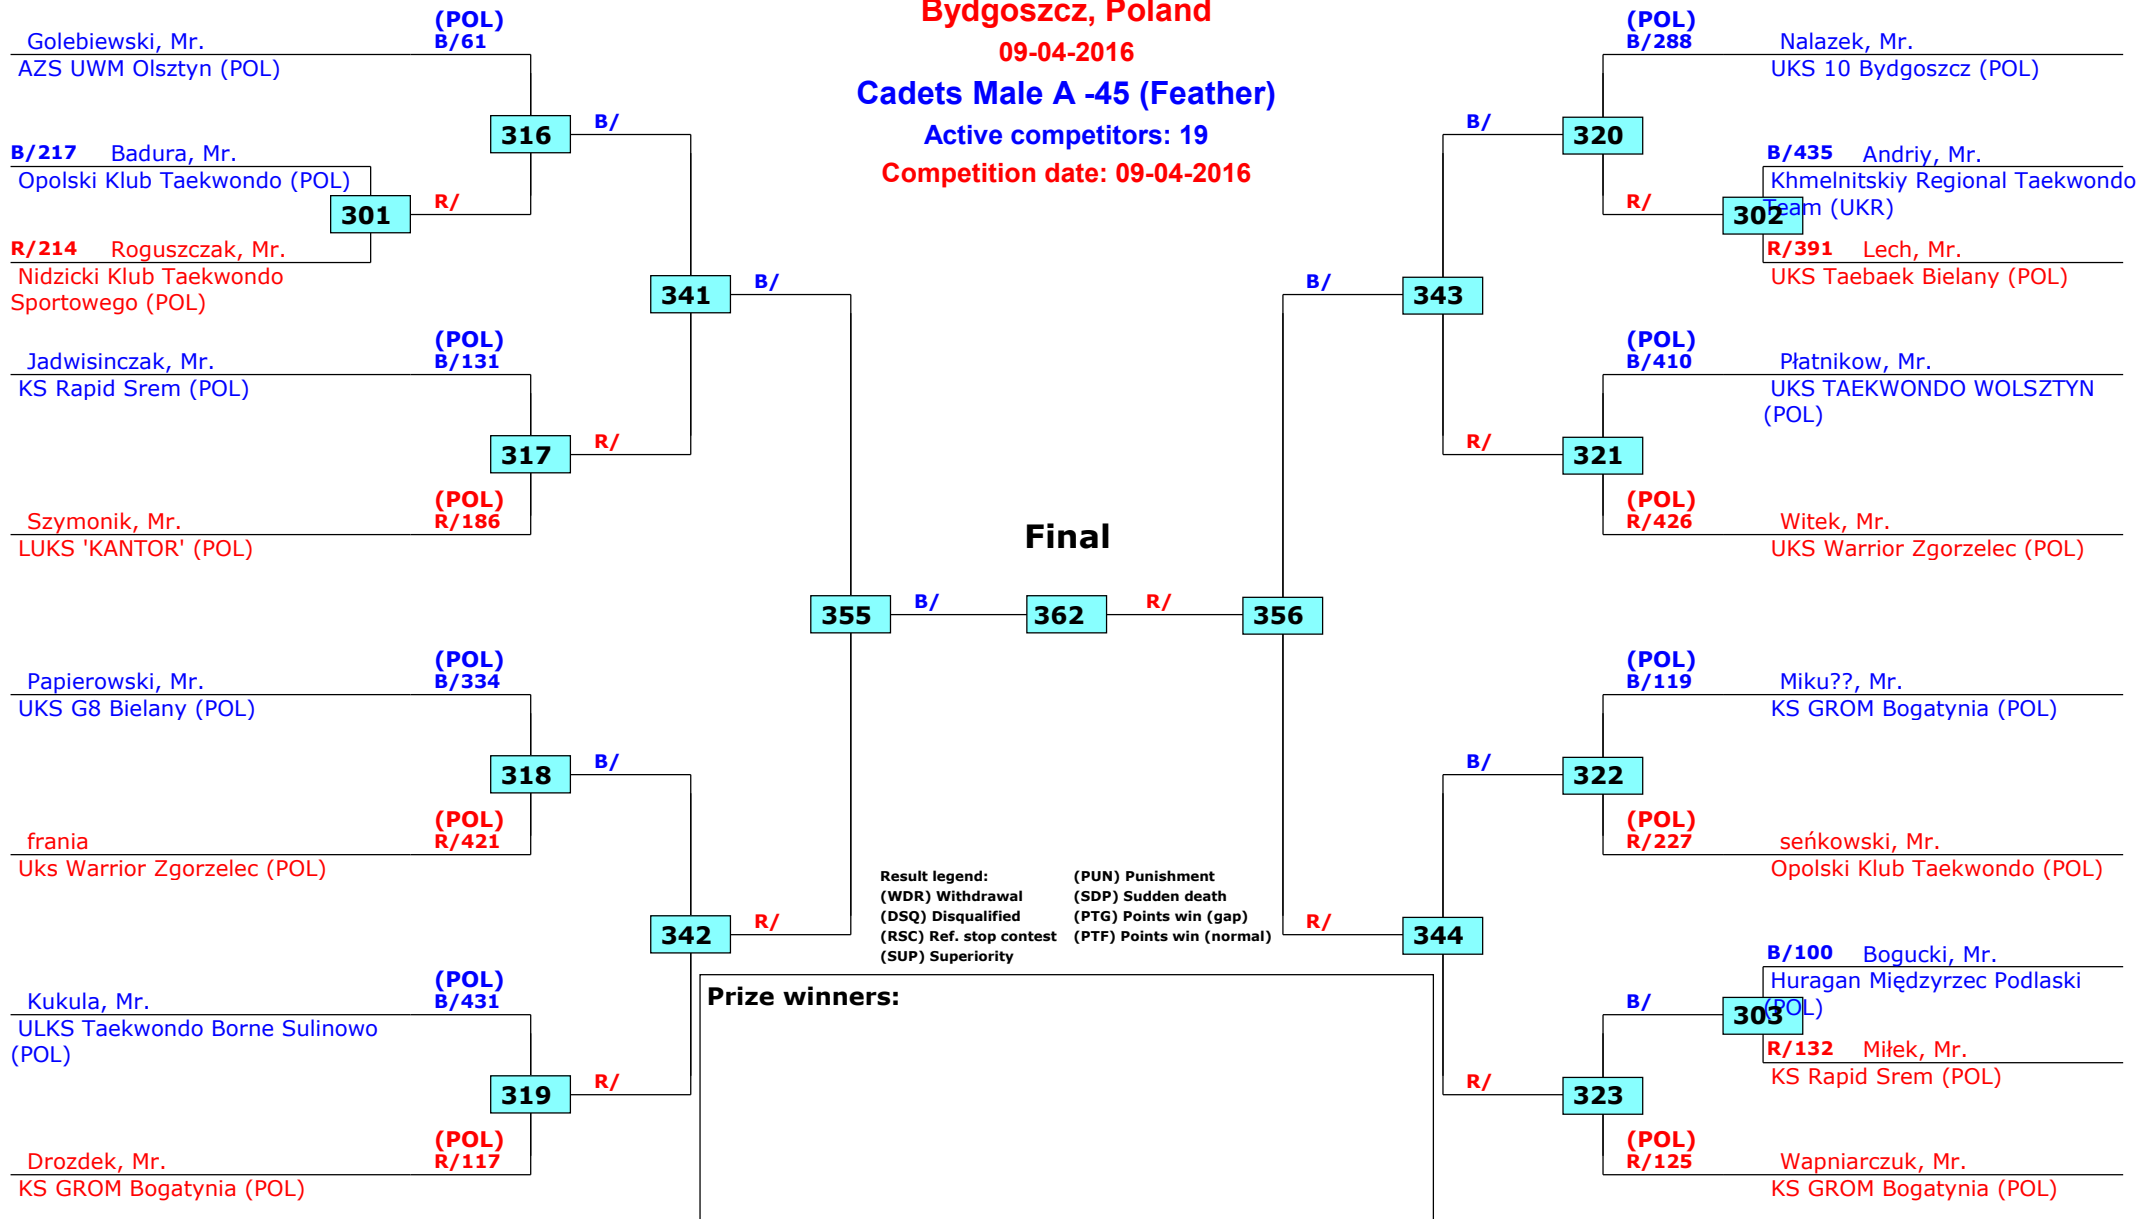 Bydgoszcz, Poland
09-04-2016
Cadets Male A -45 (Feather)
Active competitors: 19
Competition date: 09-04-2016
(POL)
Golebiewski, Mr. B/61
AZS UWM Olsztyn (POL)
316
B/
B/217 Badura, Mr.
Opolski Klub Taekwondo (POL)
301
R/
R/214 Roguszczak, Mr.
Nidzicki Klub Taekwondo
Sportowego (POL)
341
B/
(POL)
Jadwisinczak, Mr. B/131
KS Rapid Srem (POL)
317
R/
(POL)
Szymonik, Mr. R/186
LUKS 'KANTOR' (POL)
Final
355
B/
362
R/
356
(POL)
Papierowski, Mr. B/334
UKS G8 Bielany (POL)
318
B/
(POL)
frania R/421
Uks Warrior Zgorzelec (POL)
342
R/
(POL)
Kukula, Mr. B/431
ULKS Taekwondo Borne Sulinowo
(POL)
319
R/
(POL)
Drozdek, Mr. R/117
KS GROM Bogatynia (POL)
(POL)
B/288 Nalazek, Mr.
UKS 10 Bydgoszcz (POL)
B/
320
B/435 Andriy, Mr.
Khmelnitskiy Regional Taekwondo
Team (UKR)
R/
302
R/391 Lech, Mr.
UKS Taebaek Bielany (POL)
B/
343
(POL)
B/410 Płatnikow, Mr.
UKS TAEKWONDO WOLSZTYN
(POL)
R/
321
(POL)
R/426 Witek, Mr.
UKS Warrior Zgorzelec (POL)
(POL)
B/119 Miku??, Mr.
KS GROM Bogatynia (POL)
B/
322
(POL)
R/227 seńkowski, Mr.
Opolski Klub Taekwondo (POL)
R/
344
B/100 Bogucki, Mr.
Huragan Międzyrzec Podlaski
(POL)
B/
303
R/132 Miłek, Mr.
KS Rapid Srem (POL)
R/
323
(POL)
R/125 Wapniarczuk, Mr.
KS GROM Bogatynia (POL)
Result legend: (PUN) Punishment
(WDR) Withdrawal (SDP) Sudden death
(DSQ) Disqualified (PTG) Points win (gap)
(RSC) Ref. stop contest (PTF) Points win (normal)
(SUP) Superiority
Prize winners: